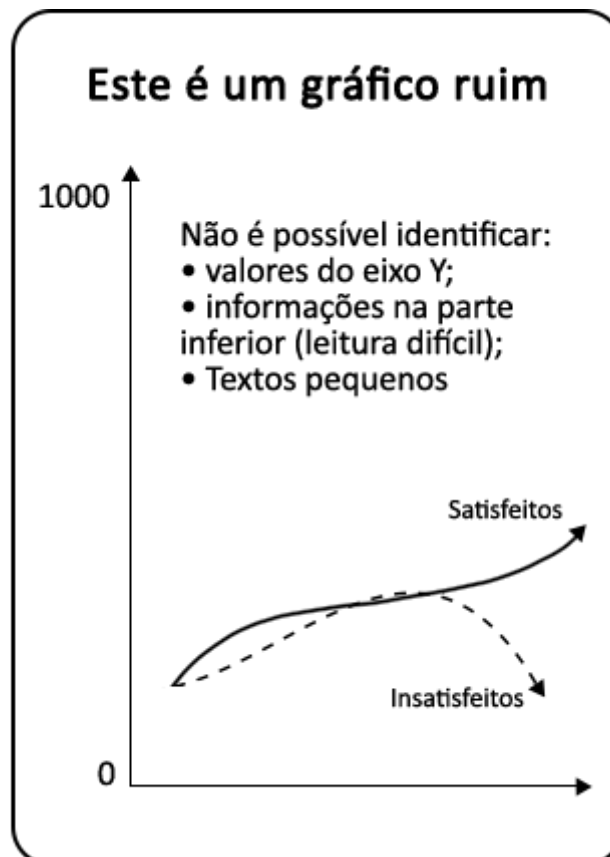 Este é um gráfico ruim
1000
Não é possível identificar:
• valores do eixo Y;
• informações na parte
inferior (leitura difícil);
• Textos pequenos
Satisfeitos
Insatisfeitos
0